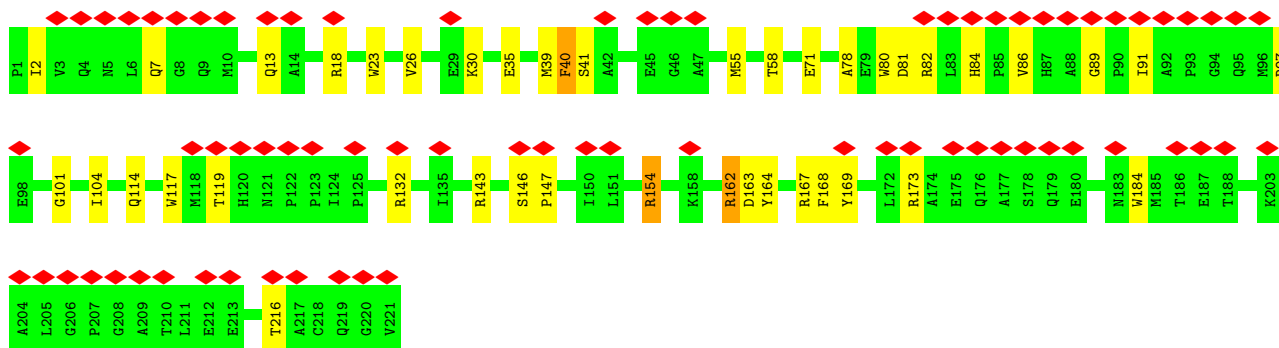 P1 I2 V3 Q4 N5 L6 Q7 G8 Q9 M10 Q13 A14 R18 W23 V26 E29 K30 E35 M39 F40 S41 A42 E45 G46 A47 M55 T58 E71 A78 E79 W80 D81 R82 L83 H84 P85 V86 H87 A88 G89 P90 I91 A92 P93 G94 Q95 M96
E98 G101 I104 Q114 W117 M118 T119 H120 N121 P122 P123 I124 P125 R132 I135 R143 S146 P147 I150 L151 R154 K158 R162 D163 Y164 R167 F168 Y169 L172 R173 A174 E175 Q176 A177 S178 Q179 E180 N183 W184 M185 T186 E187 T188 K203
A204 L205 G206 P207 G208 A209 T210 L211 E212 E213 T216 A217 C218 Q219 G220 V221